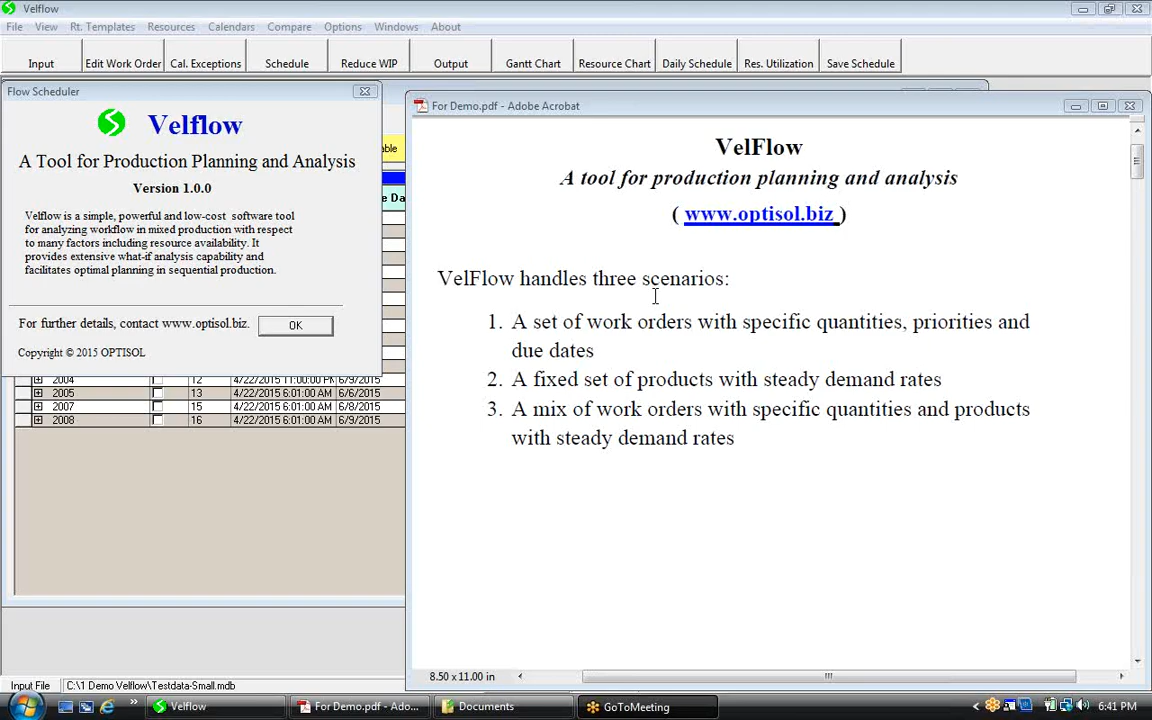 Velflow
File View Rt. Templates Resources Calendars Compare Options Windows About
Input Edit Work Order Cal. Exceptions Schedule Reduce WIP Output Gantt Chart Resource Chart Daily Schedule Res. Utilization Save Schedule
Flow Scheduler
Velflow
A Tool for Production Planning and Analysis
Version 1.0.0
Velflow is a simple, powerful and low-cost software tool
for analyzing workflow in mixed production with respect
to many factors including resource availability. It
provides extensive what-if analysis capability and
facilitates optimal planning in sequential production.
For further details, contact www.optisol.biz. OK
Copyright © 2015 OPTISOL
2004 12 4/22/2015 11:00:00 PM 6/9/2015
2005 13 4/22/2015 6:01:00 AM 6/6/2015
2007 15 4/22/2015 6:01:00 AM 6/8/2015
2008 16 4/22/2015 6:01:00 AM 6/9/2015
For Demo.pdf - Adobe Acrobat
VelFlow
A tool for production planning and analysis
( www.optisol.biz )
VelFlow handles three scenarios:
1. A set of work orders with specific quantities, priorities and
due dates
2. A fixed set of products with steady demand rates
3. A mix of work orders with specific quantities and products
with steady demand rates
8.50 x 11.00 in
Input File C:\1 Demo Velflow\Testdata-Small.mdb
Velflow For Demo.pdf - Ado... Documents GoToMeeting 6:41 PM